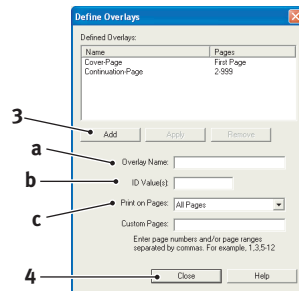 Define Overlays
Defined Overlays:
Name Pages
Cover-Page First Page
Continuation-Page 2-999
3 Add Apply Remove
a Overlay Name:
b ID Value(s):
c Print on Pages: All Pages
Custom Pages:
Enter page numbers and/or page ranges
separated by commas. For example, 1,3,5-12
4 Close Help